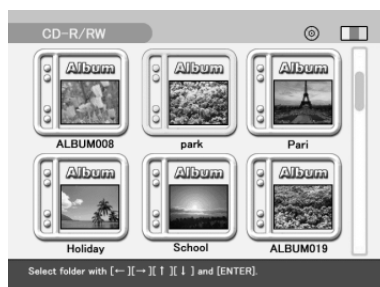 CD-R/RW
Album Album Album
ALBUM008 park Pari
Album Album Album
Holiday School ALBUM019
Select folder with [←][→][↑][↓] and [ENTER].